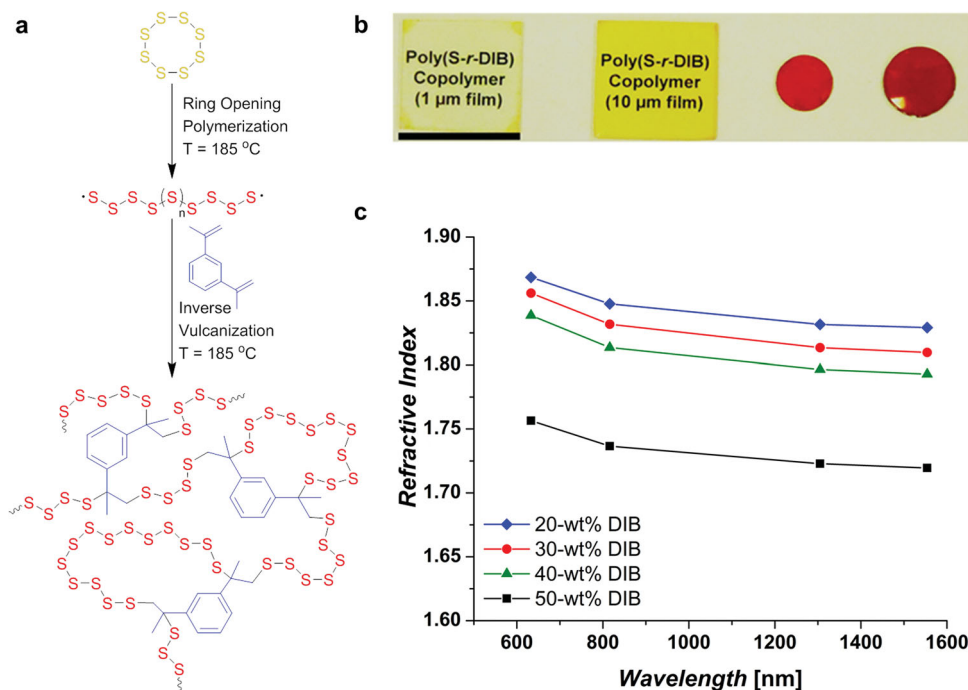 a
Ring Opening
Polymerization
T = 185 °C
n
Inverse
Vulcanization
T = 185 °C
b
Poly(S-r-DIB)
Copolymer
(1 µm film)
Poly(S-r-DIB)
Copolymer
(10 µm film)
c
Refractive Index
1.90
1.85
1.80
1.75
1.70
1.65
1.60
20-wt% DIB
30-wt% DIB
40-wt% DIB
50-wt% DIB
600 800 1000 1200 1400 1600
Wavelength [nm]